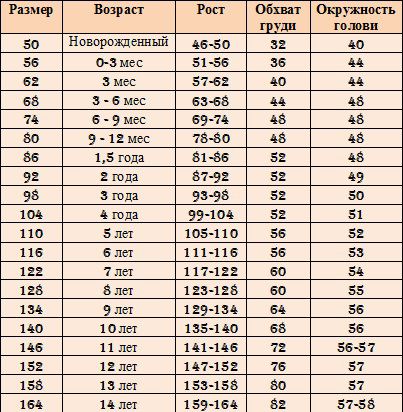 Размер Возраст Рост Обхват груди Окружность голови
50 Новорожденный 46-50 32 40
56 0-3 мес 51-56 36 44
62 3 мес 57-62 40 44
68 3 - 6 мес 63-68 44 48
74 6 - 9 мес 69-74 48 48
80 9 - 12 мес 78-80 48 48
86 1,5 года 81-86 52 48
92 2 года 87-92 52 49
98 3 года 93-98 52 50
104 4 года 99-104 52 51
110 5 лет 105-110 56 52
116 6 лет 111-116 56 53
122 7 лет 117-122 60 54
128 8 лет 123-128 60 55
134 9 лет 129-134 64 56
140 10 лет 135-140 68 56
146 11 лет 141-146 72 56-57
152 12 лет 147-152 76 57
158 13 лет 153-158 80 57
164 14 лет 159-164 82 57-58